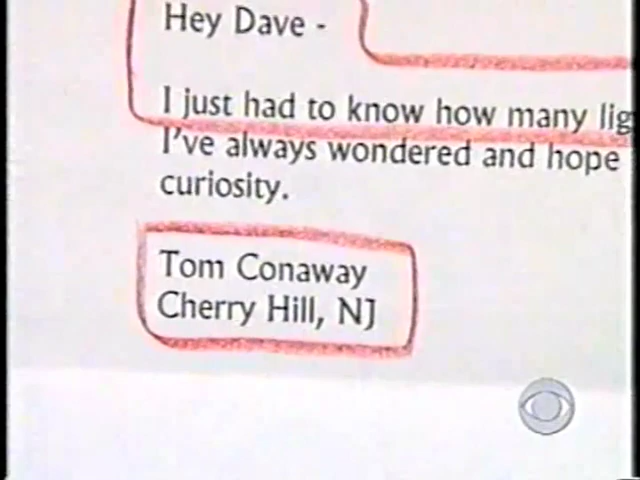 Hey Dave -
I just had to know how many
I've always wondered and hope
curiosity.
Tom Conaway
Cherry Hill, NJ